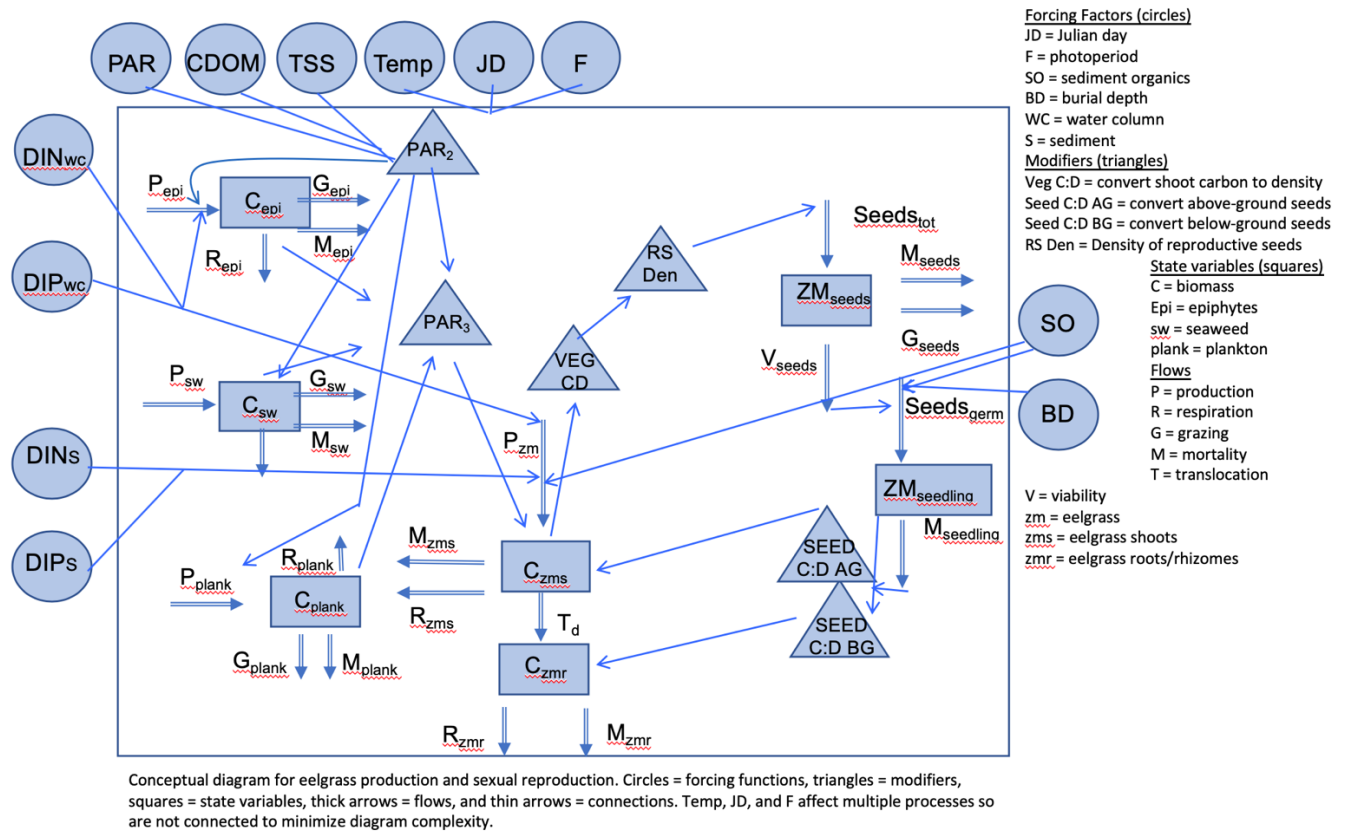 PAR
CDOM
TSS
Temp
JD
F
DINwc
DIPwc
DINs
DIPs
SO
BD
PAR2
PAR3
Pepi
Cepi
Gepi
Mepi
Repi
Psw
Csw
Gsw
Msw
Pplank
Rplank
Cplank
Gplank
Mplank
RS
Den
VEG
CD
Pzm
Mzms
Rzms
Czms
Td
Czmr
Rzmr
Mzmr
Seedstot
Mseeds
ZMseeds
Gseeds
Vseeds
Seedsgerm
ZMseedling
Mseedling
SEED
C:D AG
SEED
C:D BG
Forcing Factors (circles)
JD = Julian day
F = photoperiod
SO = sediment organics
BD = burial depth
WC = water column
S = sediment
Modifiers (triangles)
Veg C:D = convert shoot carbon to density
Seed C:D AG = convert above-ground seeds
Seed C:D BG = convert below-ground seeds
RS Den = Density of reproductive seeds
State variables (squares)
C = biomass
Epi = epiphytes
sw = seaweed
plank = plankton
Flows
P = production
R = respiration
G = grazing
M = mortality
T = translocation
V = viability
zm = eelgrass
zms = eelgrass shoots
zmr = eelgrass roots/rhizomes
Conceptual diagram for eelgrass production and sexual reproduction. Circles = forcing functions, triangles = modifiers,
squares = state variables, thick arrows = flows, and thin arrows = connections. Temp, JD, and F affect multiple processes so
are not connected to minimize diagram complexity.